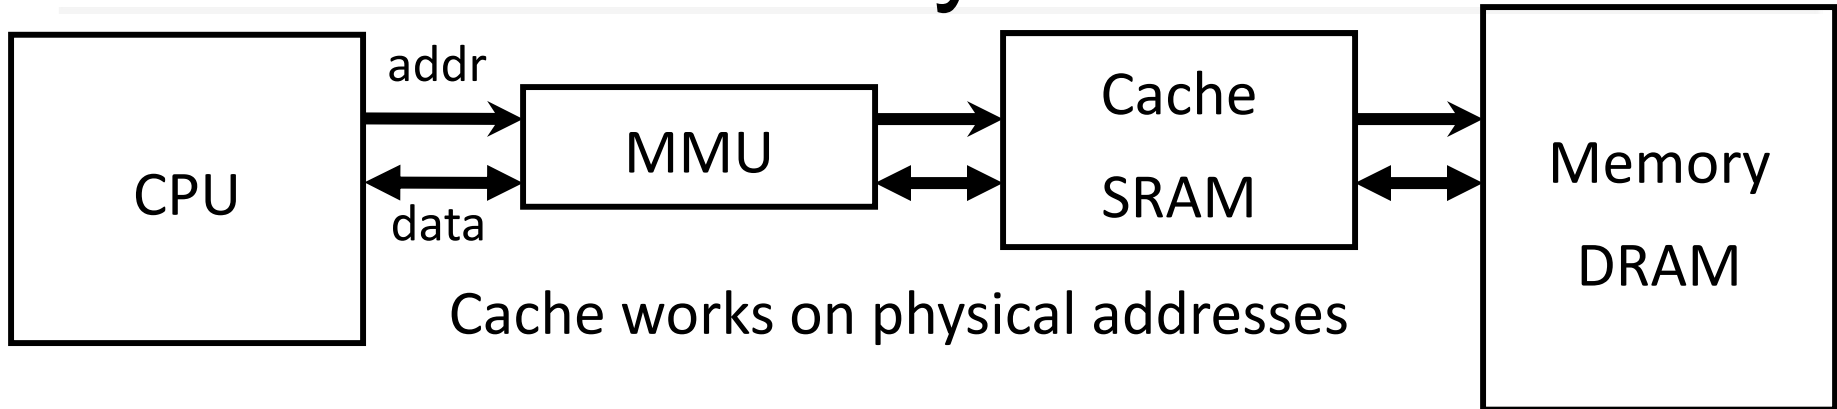 addr
CPU
data
MMU
Cache
SRAM
Memory
DRAM
Cache works on physical addresses